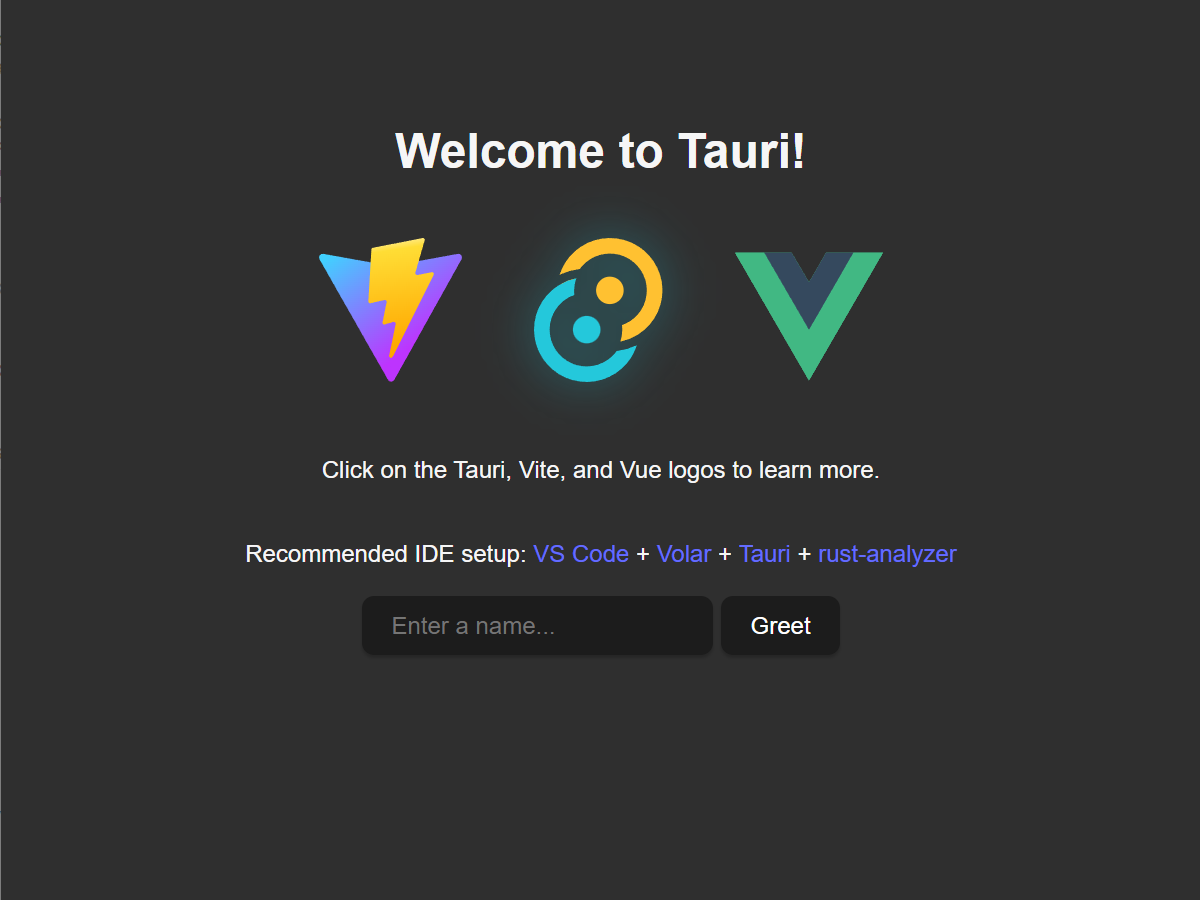 Welcome to Tauri!
Click on the Tauri, Vite, and Vue logos to learn more.
Recommended IDE setup: VS Code + Volar + Tauri + rust-analyzer
Enter a name...
Greet